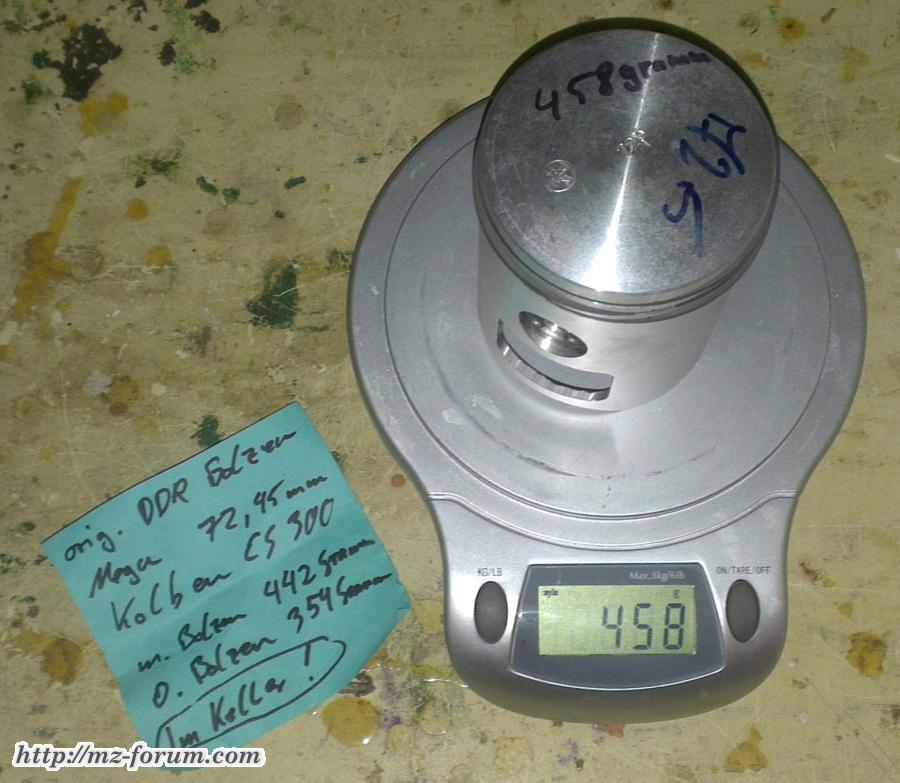 458 gramm
orig. DDR Bolzen
72,45 mm
Kolben ES 300
m. Bolzen 442 Gramm
o. Bolzen 354 Gramm
Im Keller!
KG/LB
Max.3kg/6lb
ON/TARE/OFF
g
458
http://mz-forum.com